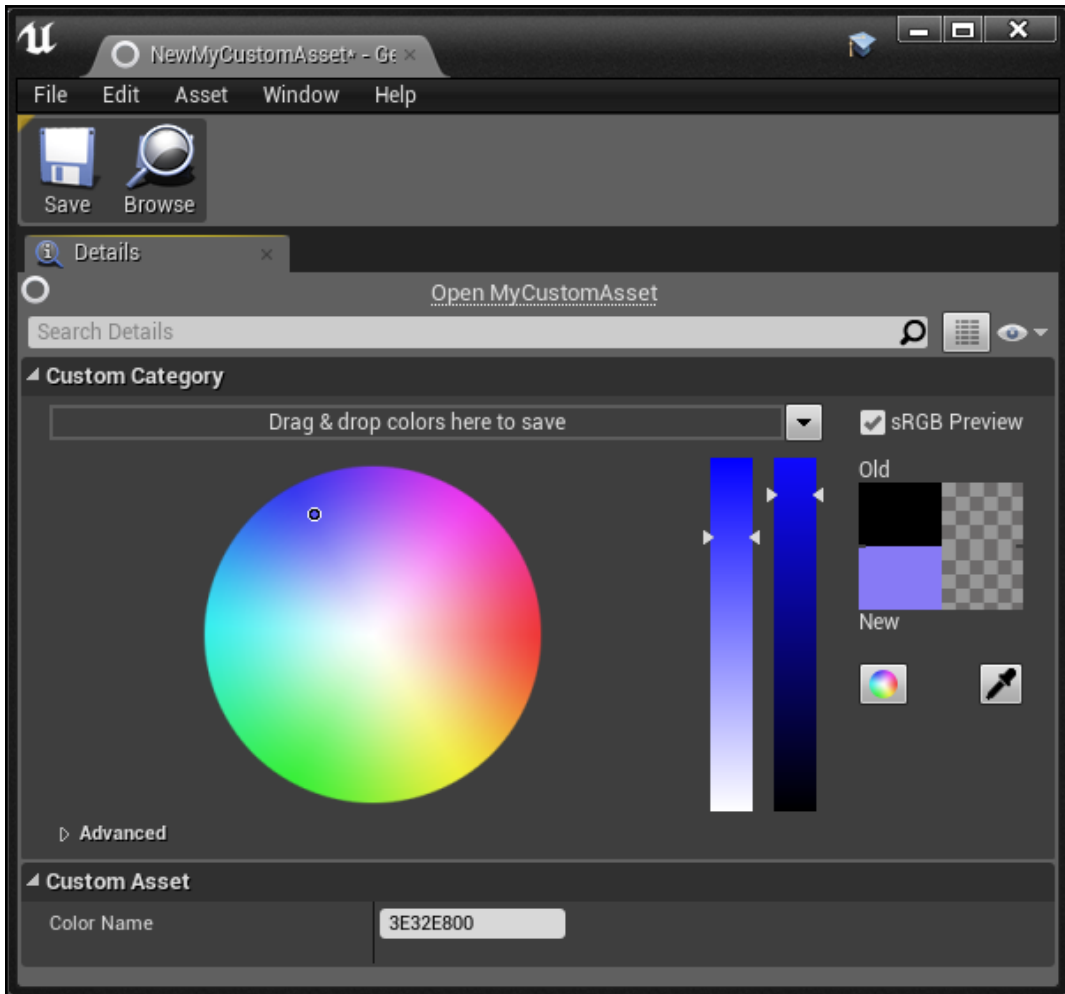 NewMyCustomAsset* - Ge
File Edit Asset Window Help
Save Browse
Details
Open MyCustomAsset
Search Details
Custom Category
Drag & drop colors here to save
sRGB Preview
Old
New
Advanced
Custom Asset
Color Name 3E32E800